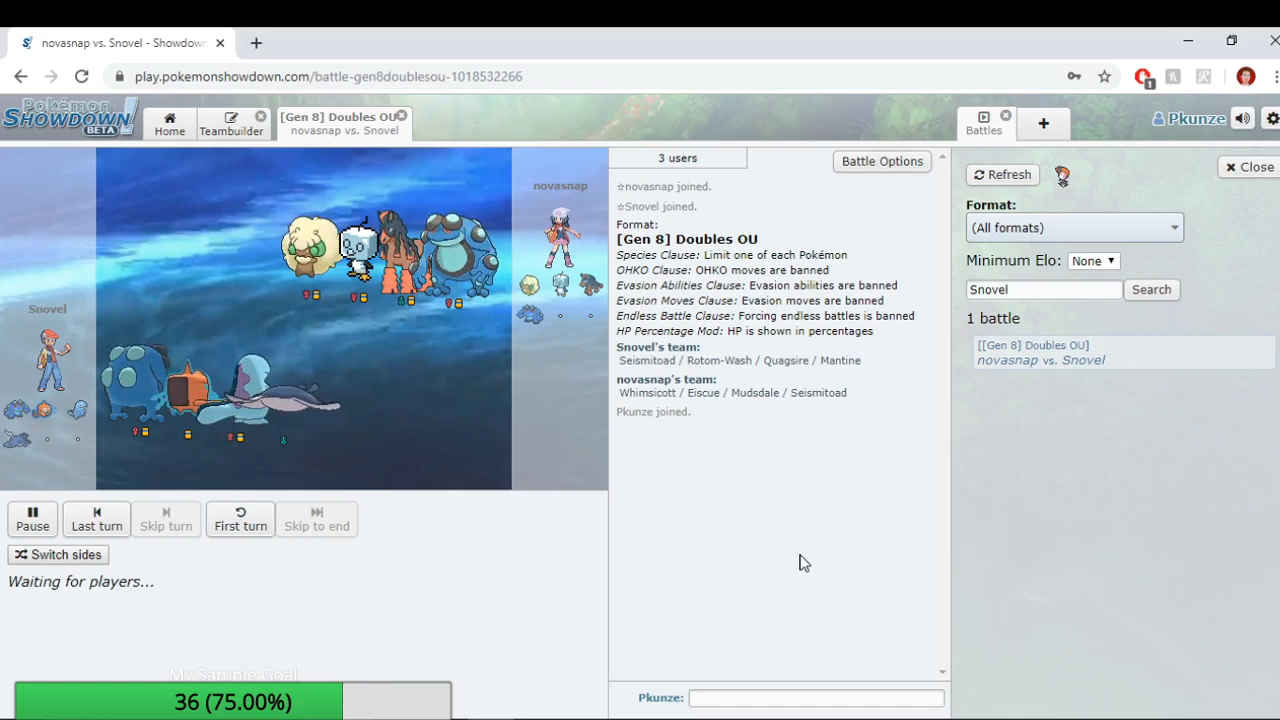 novasnap vs. Snovel - Showdown
play.pokemonshowdown.com/battle-gen8doublesou-1018532266
1
Pokémon
SHOWDOWN!
BETA
Home
Teambuilder
[Gen 8] Doubles OU
novasnap vs. Snovel
Battles
Pkunze
novasnap
Snovel
3 users
Battle Options
☆novasnap joined.
☆Snovel joined.
Format:
[Gen 8] Doubles OU
Species Clause: Limit one of each Pokémon
OHKO Clause: OHKO moves are banned
Evasion Abilities Clause: Evasion abilities are banned
Evasion Moves Clause: Evasion moves are banned
Endless Battle Clause: Forcing endless battles is banned
HP Percentage Mod: HP is shown in percentages
Snovel's team:
Seismitoad / Rotom-Wash / Quagsire / Mantine
novasnap's team:
Whimsicott / Eiscue / Mudsdale / Seismitoad
Pkunze joined.
Pkunze:
Refresh
Close
Format:
(All formats)
Minimum Elo: None
Snovel
Search
1 battle
[[Gen 8] Doubles OU]
novasnap vs. Snovel
Pause
Last turn
Skip turn
First turn
Skip to end
Switch sides
Waiting for players...
My Sample Goal
36 (75.00%)